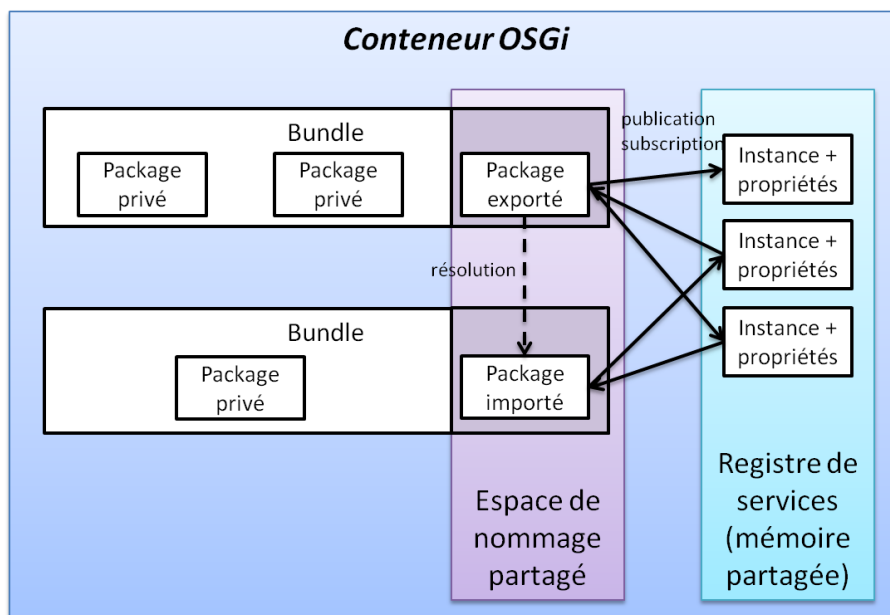 Conteneur OSGi
Bundle
Package
privé
Package
privé
Package
exporté
publication
subscription
Instance +
propriétés
Instance +
propriétés
Instance +
propriétés
résolution
Bundle
Package
privé
Package
importé
Espace de
nommage
partagé
Registre de
services
(mémoire
partagée)